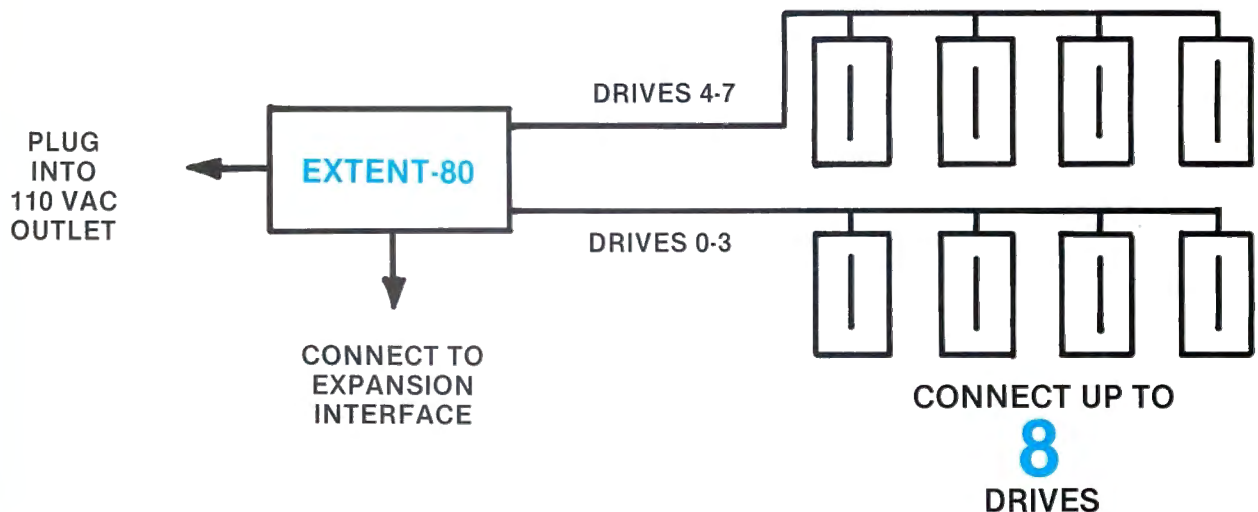 PLUG
INTO
110 VAC
OUTLET
EXTENT-80
DRIVES 4-7
DRIVES 0-3
CONNECT TO
EXPANSION
INTERFACE
CONNECT UP TO
8
DRIVES